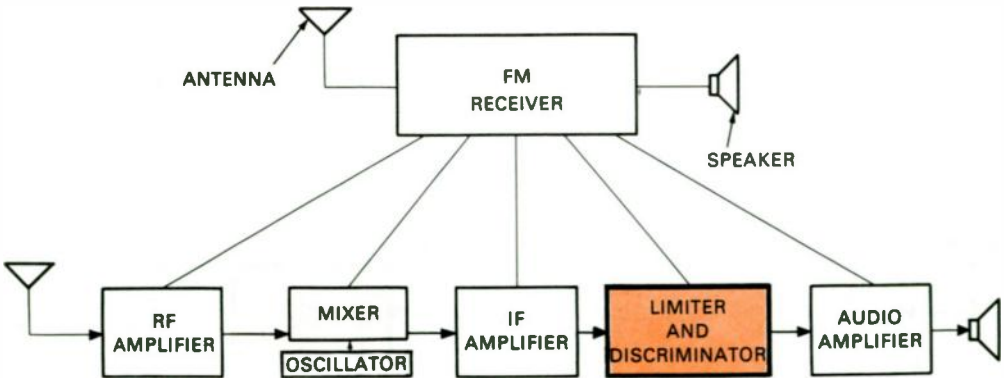 ANTENNA
FM
RECEIVER
SPEAKER
RF
AMPLIFIER
MIXER
OSCILLATOR
IF
AMPLIFIER
LIMITER
AND
DISCRIMINATOR
AUDIO
AMPLIFIER